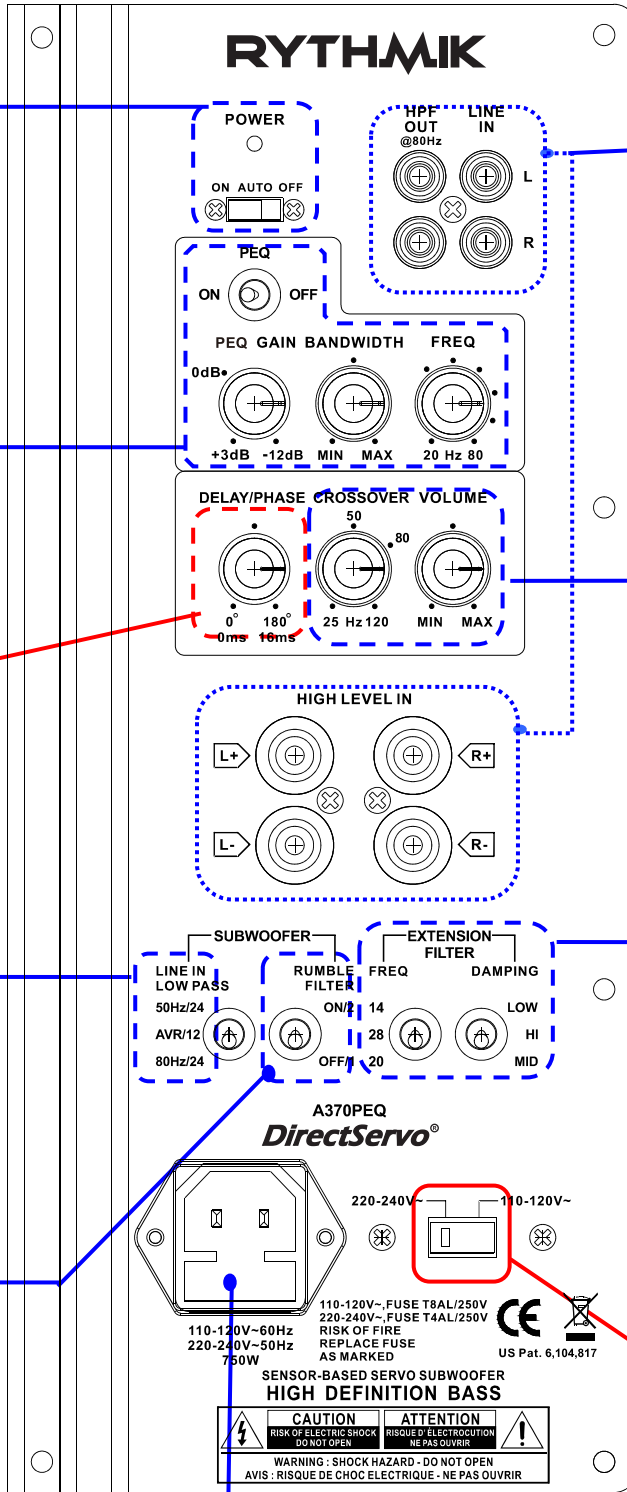 RYTHMIK
POWER
ON AUTO OFF
HPF OUT
@80Hz
LINE IN
L
R
PEQ
ON OFF
PEQ GAIN BANDWIDTH FREQ
0dB
+3dB -12dB MIN MAX 20 Hz 80
DELAY/PHASE CROSSOVER VOLUME
50
80
0° 180° 25 Hz 120 MIN MAX
0ms 16ms
HIGH LEVEL IN
L+ R+
L- R-
SUBWOOFER
LINE IN
LOW PASS
50Hz/24
AVR/12
80Hz/24
RUMBLE
FILTER
ON/2
OFF/1
EXTENSION
FILTER
FREQ DAMPING
14 LOW
28 HI
20 MID
A370PEQ
DirectServo®
220-240V~ 110-120V~
110-120V~60Hz
220-240V~50Hz
750W
110-120V~,FUSE T8AL/250V
220-240V~,FUSE T4AL/250V
RISK OF FIRE
REPLACE FUSE
AS MARKED
CE
US Pat. 6,104,817
SENSOR-BASED SERVO SUBWOOFER
HIGH DEFINITION BASS
CAUTION
RISK OF ELECTRIC SHOCK
DO NOT OPEN
ATTENTION
RISQUE D' ÉLECTROCUTION
NE PAS OUVRIR
WARNING : SHOCK HAZARD - DO NOT OPEN
AVIS : RISQUE DE CHOC ELECTRIQUE - NE PAS OUVRIR